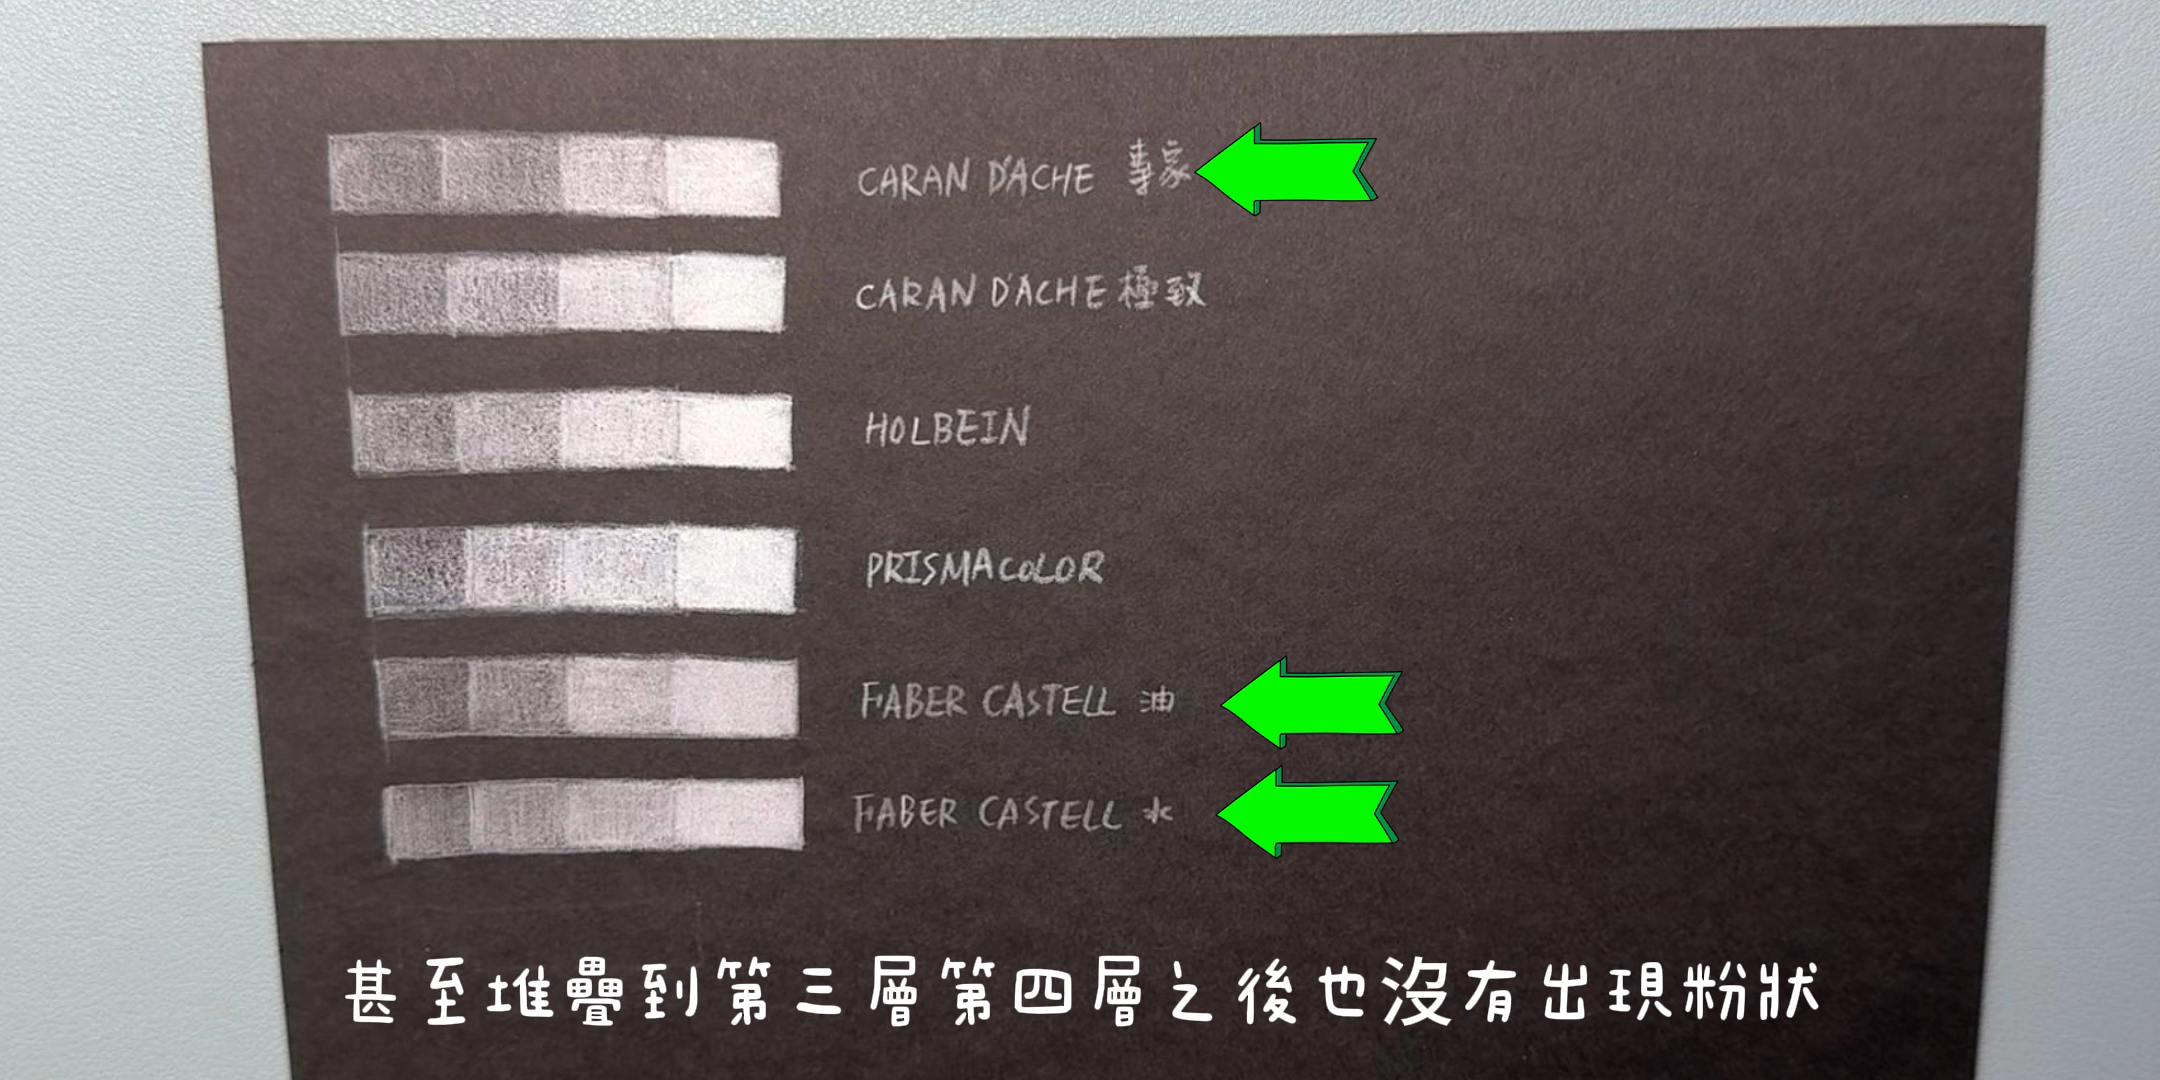 CARAN D'ACHE 專家
CARAN D'ACHE 極致
HOLBEIN
PRISMACOLOR
FABER CASTELL 油
FABER CASTELL 水
甚至堆疊到第三層第四層之後也沒有出現粉狀